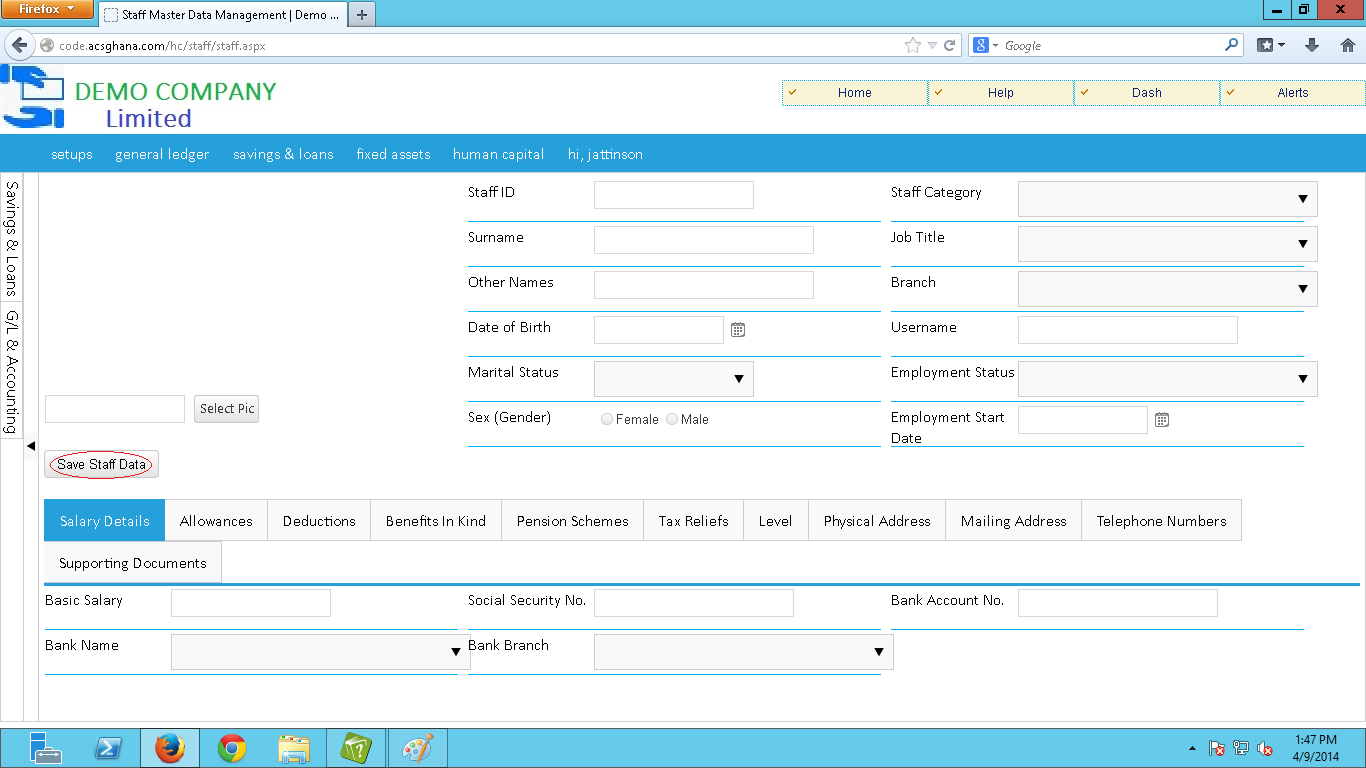 Firefox
Staff Master Data Management | Demo ...
code.acsghana.com/hc/staff/staff.aspx
Google
DEMO COMPANY
Limited
Home Help Dash Alerts
setups general ledger savings & loans fixed assets human capital hi, jattinson
Savings & Loans
G/L & Accounting
Staff ID Staff Category
Surname Job Title
Other Names Branch
Date of Birth Username
Marital Status Employment Status
Select Pic
Sex (Gender) Female Male Employment Start
Date
Save Staff Data
Salary Details Allowances Deductions Benefits In Kind Pension Schemes Tax Reliefs Level Physical Address Mailing Address Telephone Numbers
Supporting Documents
Basic Salary Social Security No. Bank Account No.
Bank Name Bank Branch
1:47 PM
4/9/2014